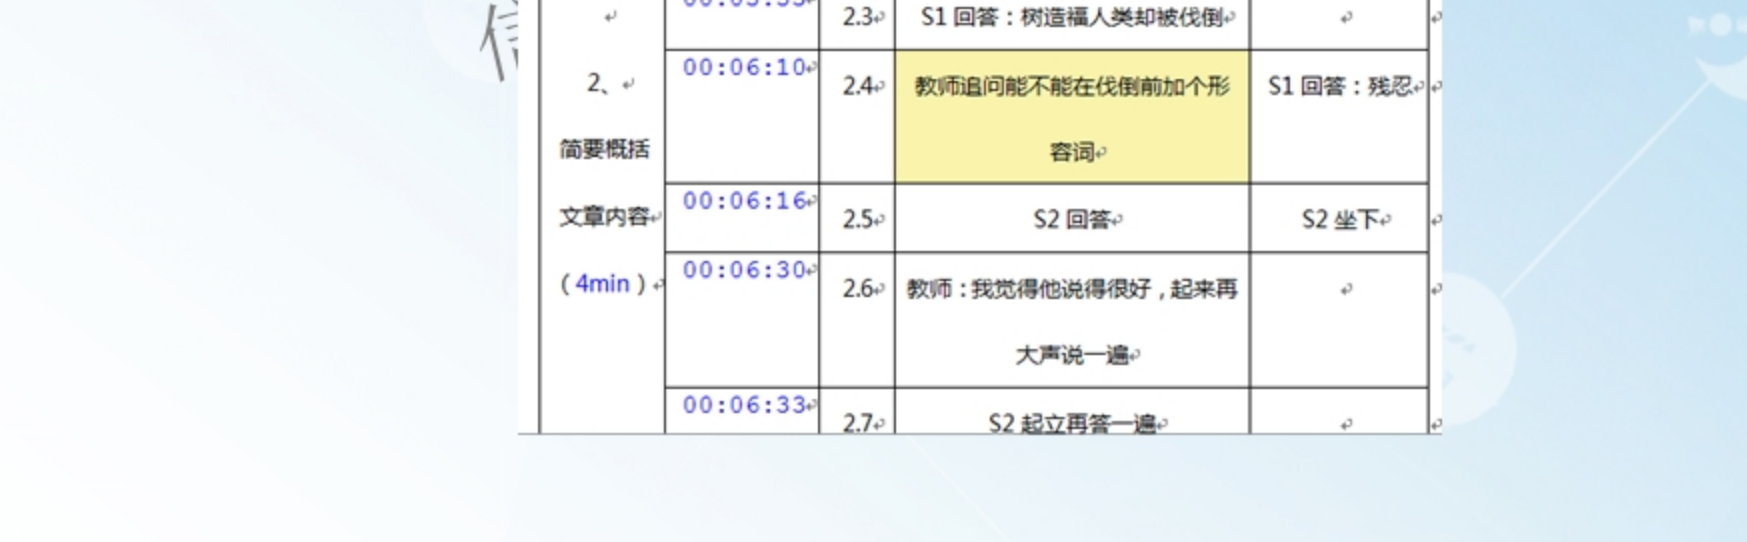 2.3 S1 回答：树造福人类却被伐倒
2、
简要概括
文章内容
（4min）
00:06:10 2.4 教师追问能不能在伐倒前加个形 S1 回答：残忍
容词
00:06:16 2.5 S2 回答 S2 坐下
00:06:30 2.6 教师：我觉得他说得很好，起来再
大声说一遍
00:06:33 2.7 S2 起立再答一遍